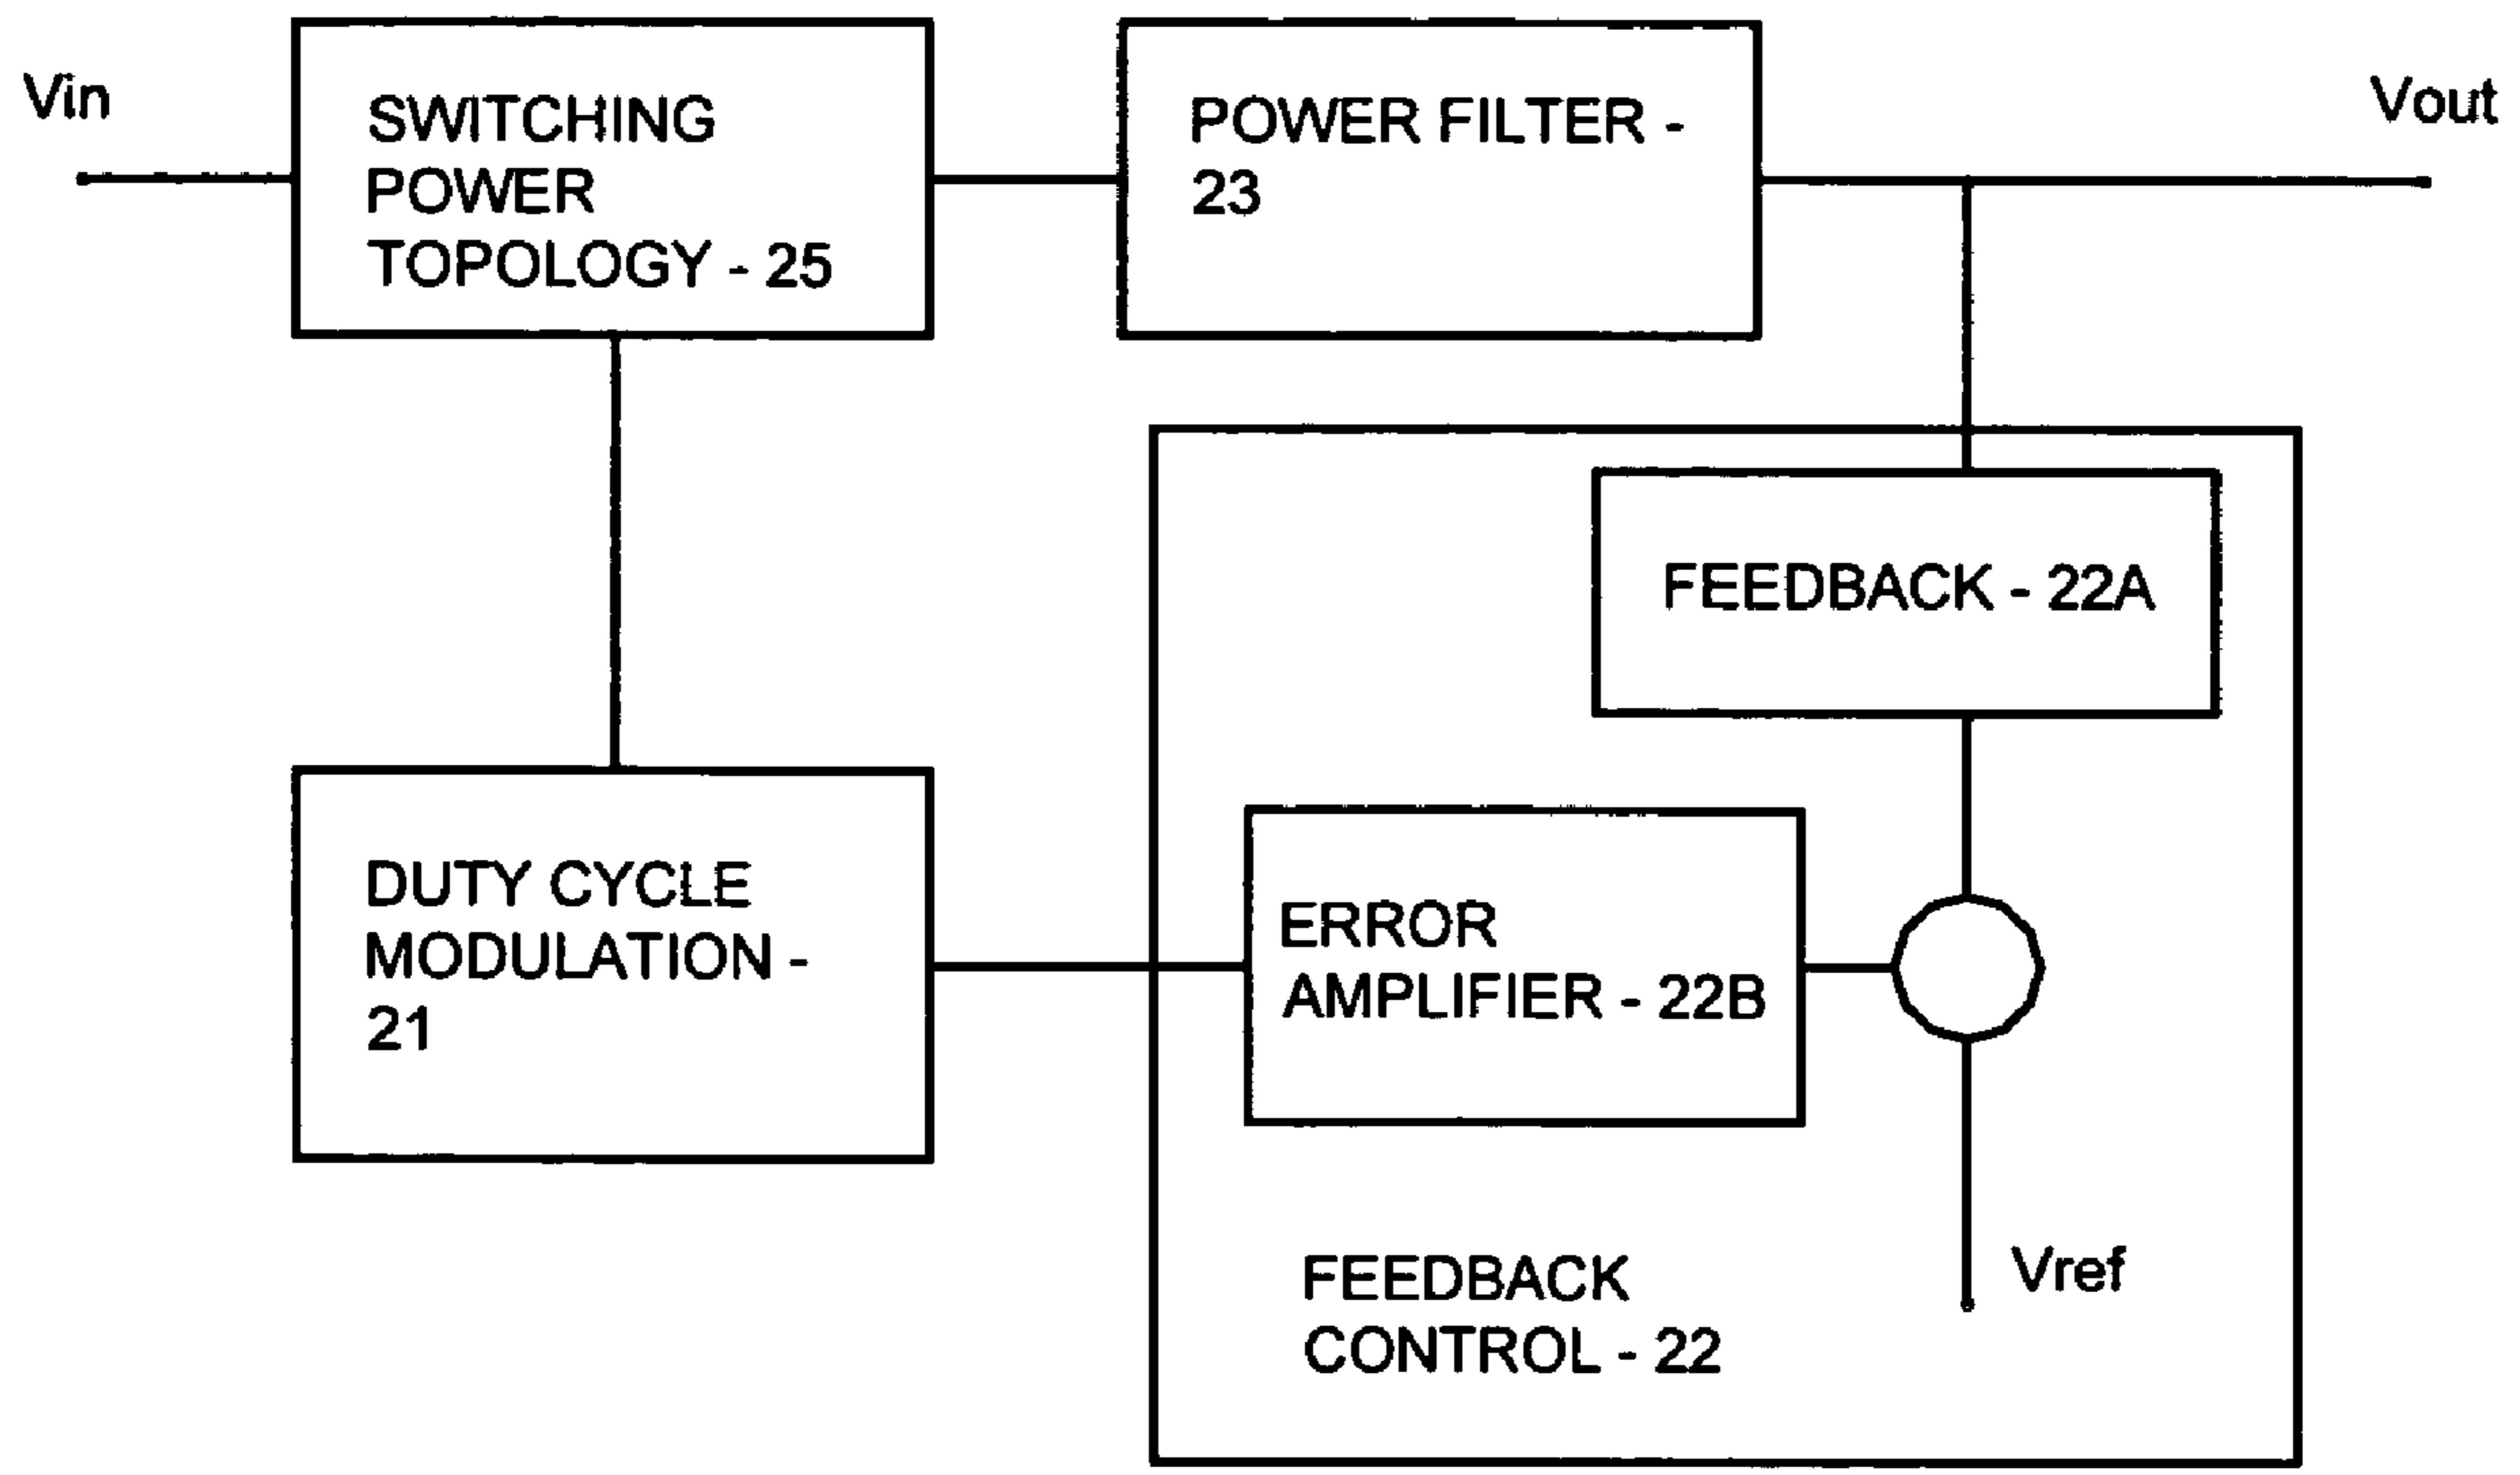 Vin
SWITCHING
POWER
TOPOLOGY - 25
POWER FILTER -
23
Vout
FEEDBACK - 22A
DUTY CYCLE
MODULATION -
21
ERROR
AMPLIFIER - 22B
Vref
FEEDBACK
CONTROL - 22